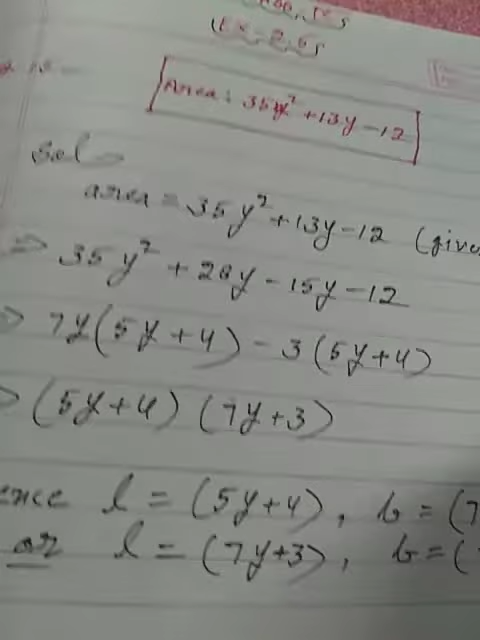 Area: 35y² + 13y - 12
Sol
area = 35y² + 13y - 12 (give
⇒ 35y² + 28y - 15y - 12
⇒ 7y(5y + 4) - 3(5y + 4)
(5y + 4) (7y + 3)
l = (5y + 4), b = (7
or l = (7y + 3), b = (